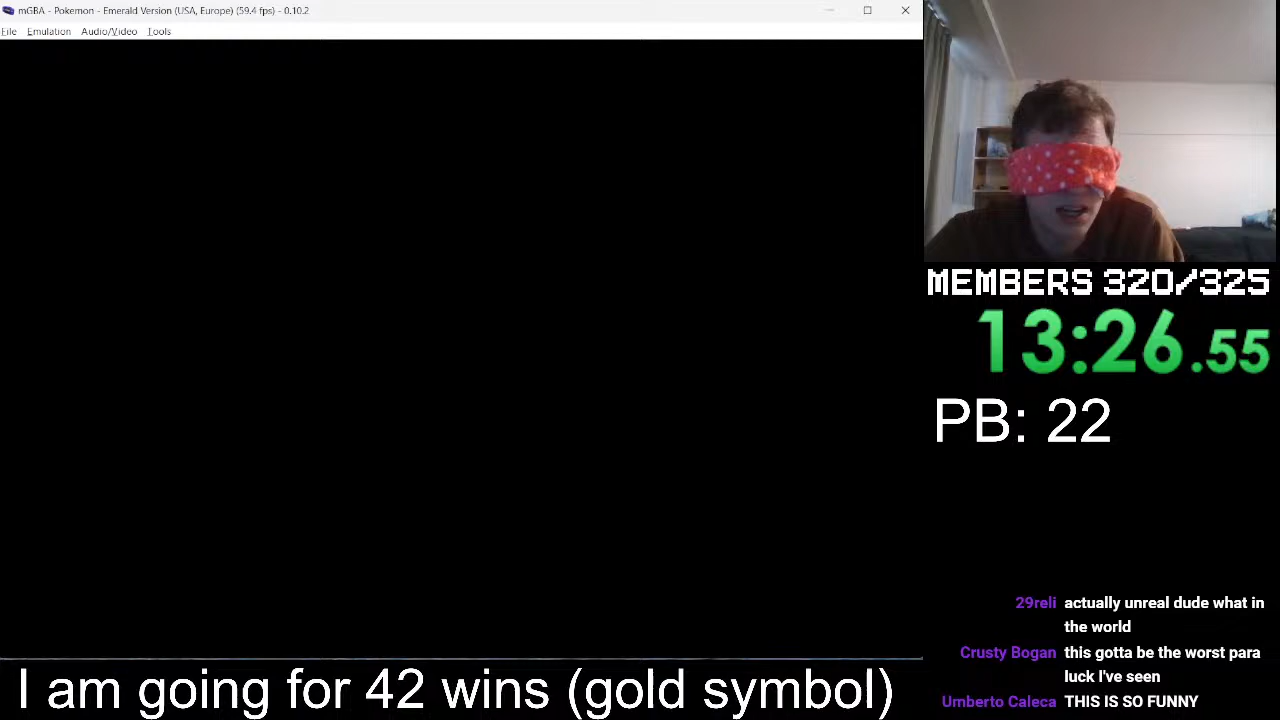 mGBA - Pokemon - Emerald Version (USA, Europe) (59.4 fps) - 0.10.2
File Emulation Audio/Video Tools
MEMBERS 320/325
13:26.55
PB: 22
29reli actually unreal dude what in
the world
Crusty Bogan this gotta be the worst para
luck I've seen
Umberto Caleca THIS IS SO FUNNY
I am going for 42 wins (gold symbol)